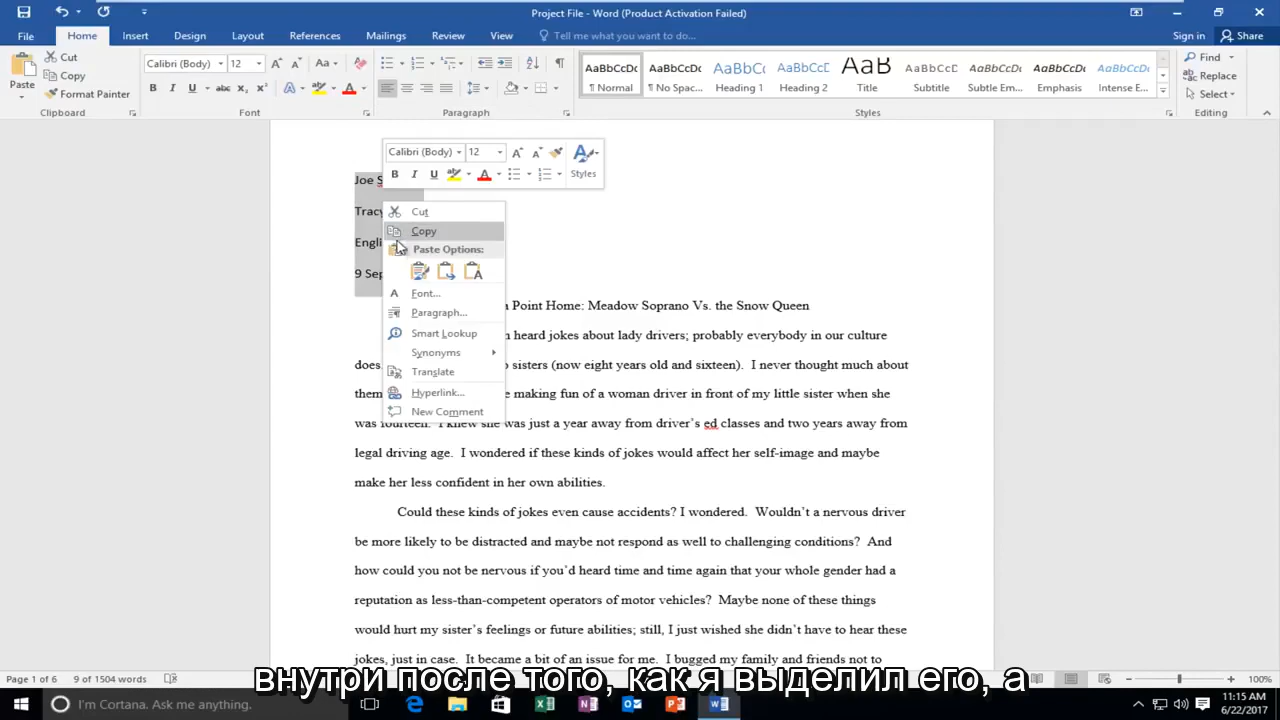 Project File - Word (Product Activation Failed)
File Home Insert Design Layout References Mailings Review View Tell me what you want to do... Sign in Share
Paste Cut Copy Format Painter
Clipboard
Calibri (Body) 12 Aa
B I U abc x₂ x² A A
Font
Paragraph
AaBbCcDc ¶ Normal
AaBbCcDc ¶ No Spac...
AaBbCc Heading 1
AaBbCcE Heading 2
AaB Title
AaBbCcD Subtitle
AaBbCcDc Subtle Em...
AaBbCcDc Emphasis
AaBbCcDc Intense E...
Styles
Find
Replace
Select
Editing
Calibri (Body) 12
B I U A Styles
Joe S
Tracy
Engli
9 Sep
Cut
Copy
Paste Options:
Font...
Paragraph...
Smart Lookup
Synonyms
Translate
Hyperlink...
New Comment
Point Home: Meadow Soprano Vs. the Snow Queen
heard jokes about lady drivers; probably everybody in our culture
does. sisters (now eight years old and sixteen). I never thought much about
them making fun of a woman driver in front of my little sister when she
was fourteen. I knew she was just a year away from driver's ed classes and two years away from
legal driving age. I wondered if these kinds of jokes would affect her self-image and maybe
make her less confident in her own abilities.
Could these kinds of jokes even cause accidents? I wondered. Wouldn't a nervous driver
be more likely to be distracted and maybe not respond as well to challenging conditions? And
how could you not be nervous if you'd heard time and time again that your whole gender had a
reputation as less-than-competent operators of motor vehicles? Maybe none of these things
would hurt my sister's feelings or future abilities; still, I just wished she didn't have to hear these
jokes, just in case. It became a bit of an issue for me. I bugged my family and friends not to
внутри после того, как я выделил его, а
Page 1 of 6 9 of 1504 words 100%
I'm Cortana. Ask me anything.
11:15 AM
6/22/2017